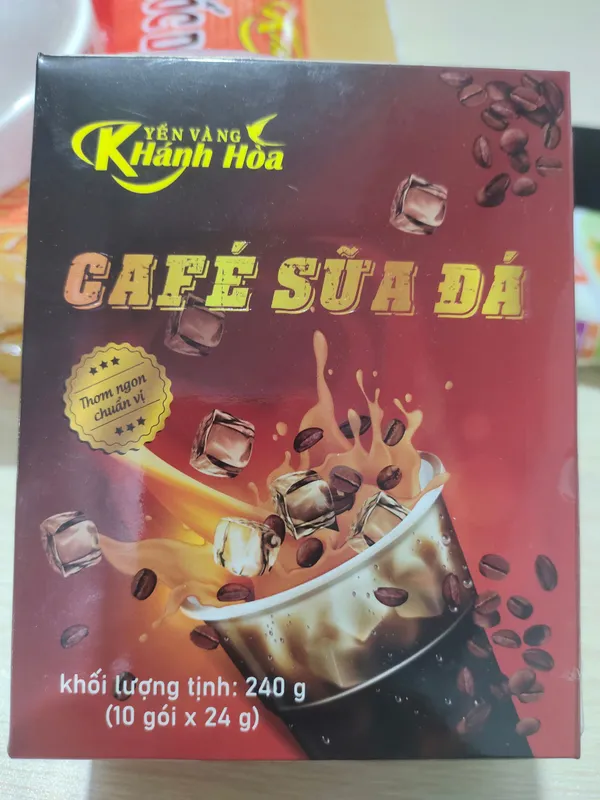 YẾN VÀNG
KHánH HòA
CAFÉ SỮA ĐÁ
Thơm ngon
chuẩn vị
khối lượng tịnh: 240 g
(10 gói x 24 g)